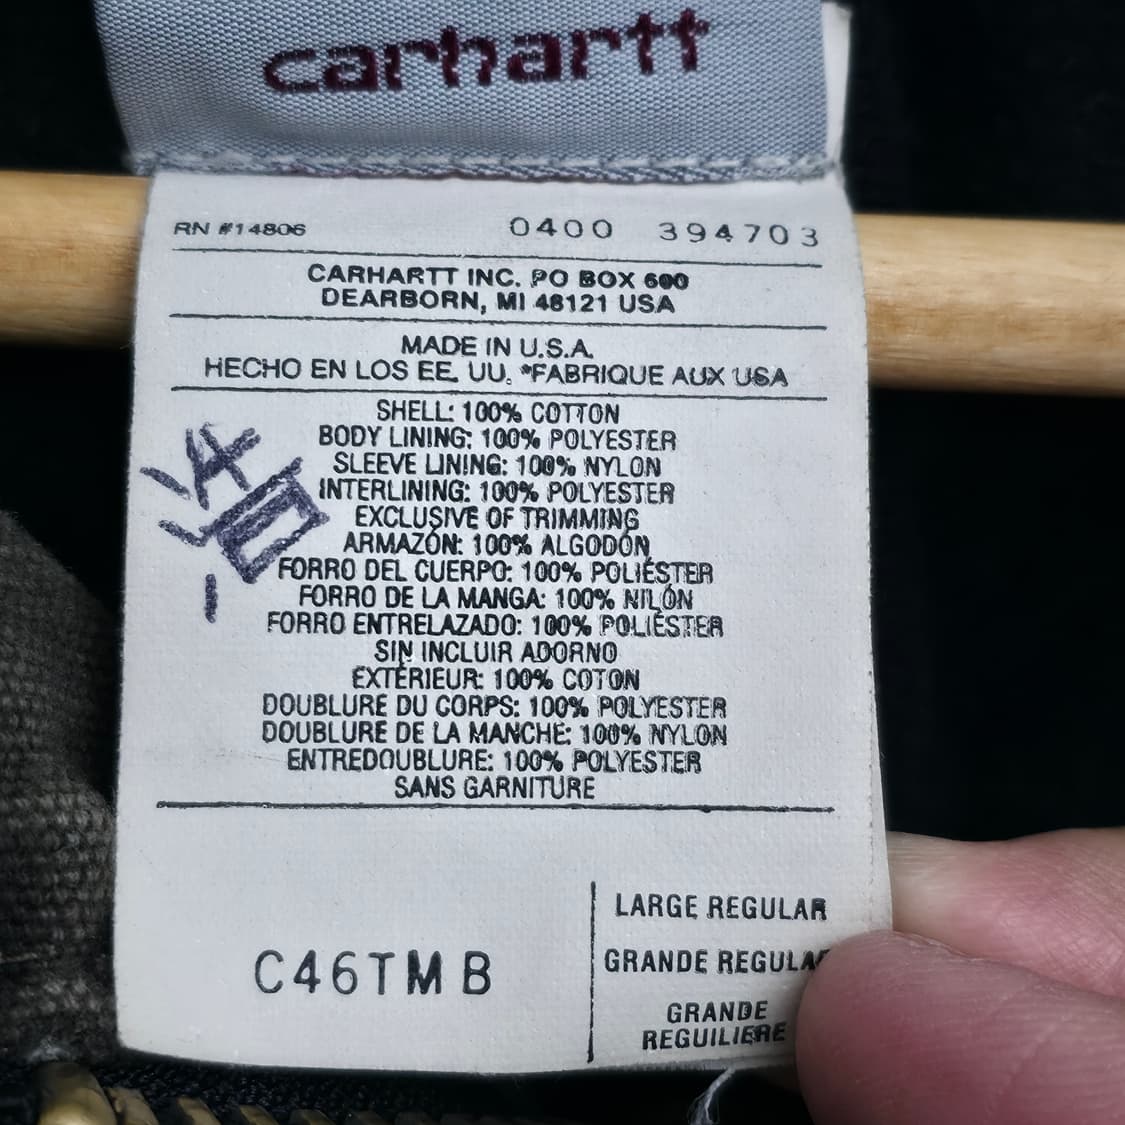 carhartt
RN #14806 0400 394703
CARHARTT INC. PO BOX 600
DEARBORN, MI 48121 USA
MADE IN U.S.A.
HECHO EN LOS EE. UU. *FABRIQUE AUX USA
SHELL: 100% COTTON
BODY LINING: 100% POLYESTER
SLEEVE LINING: 100% NYLON
INTERLINING: 100% POLYESTER
EXCLUSIVE OF TRIMMING
ARMAZÓN: 100% ALGODÓN
FORRO DEL CUERPO: 100% POLIÉSTER
FORRO DE LA MANGA: 100% NILÓN
FORRO ENTRELAZADO: 100% POLIÉSTER
SIN INCLUIR ADORNO
EXTÉRIEUR: 100% COTON
DOUBLURE DU CORPS: 100% POLYESTER
DOUBLURE DE LA MANCHE: 100% NYLON
ENTREDOUBLURE: 100% POLYESTER
SANS GARNITURE
C46TMB
LARGE REGULAR
GRANDE REGULAR
GRANDE
REGUILIERE